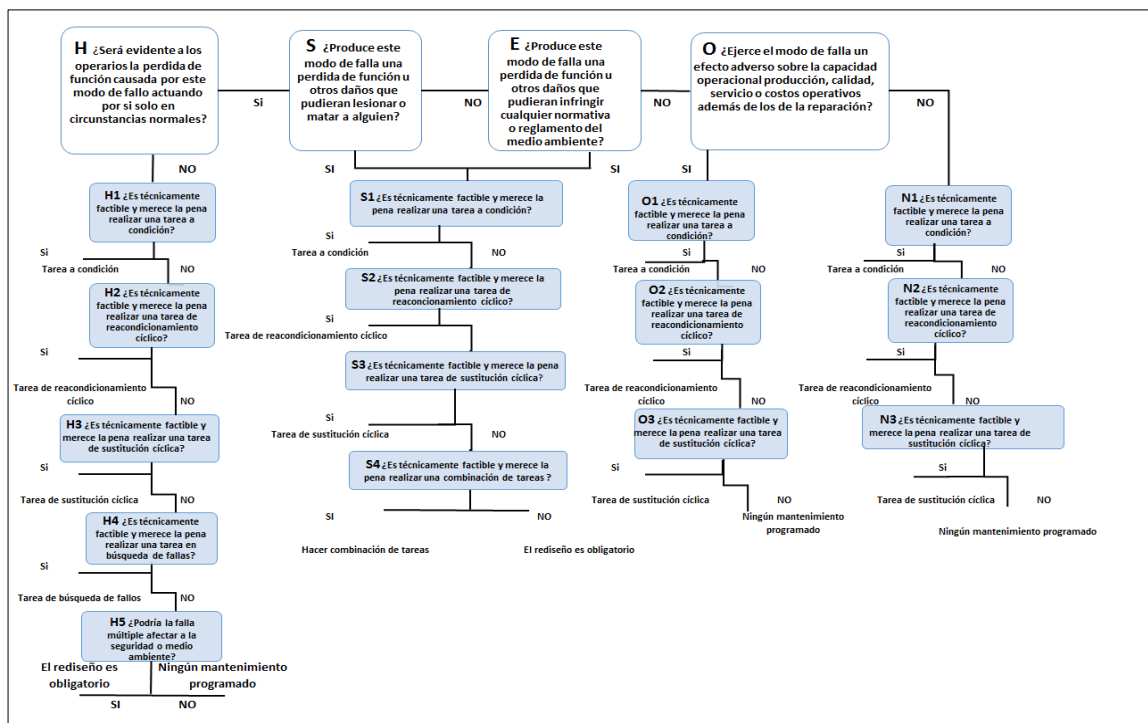 H ¿Será evidente a los
operarios la perdida de
función causada por este
modo de fallo actuando
por si solo en
circunstancias normales?
Si
S ¿Produce este
modo de falla una
perdida de función u
otros daños que
pudieran lesionar o
matar a alguien?
NO
E ¿Produce este
modo de falla una
perdida de función u
otros daños que
pudieran infringir
cualquier normativa
o reglamento del
medio ambiente?
NO
O ¿Ejerce el modo de falla un
efecto adverso sobre la capacidad
operacional producción, calidad,
servicio o costos operativos
además de los de la reparación?
NO
NO
H1 ¿Es técnicamente
factible y merece la pena
realizar una tarea a
condición?
Si
Tarea a condición
NO
H2 ¿Es técnicamente
factible y merece la pena
realizar una tarea de
reacondicionamiento
cíclico?
Si
Tarea de reacondicionamiento
cíclico
NO
H3 ¿Es técnicamente factible y
merece la pena realizar una tarea
de sustitución cíclica?
Si
Tarea de sustitución cíclica
NO
H4 ¿Es técnicamente
factible y merece la pena
realizar una tarea en
búsqueda de fallas?
Si
Tarea de búsqueda de fallos
NO
H5 ¿Podría la falla
múltiple afectar a la
seguridad o medio
ambiente?
El rediseño es
obligatorio
Ningún mantenimiento
programado
SI
NO
SI
SI
S1 ¿Es técnicamente factible y merece la
pena realizar una tarea a condición?
Si
Tarea a condición
NO
S2 ¿Es técnicamente factible y merece la
pena realizar una tarea de
reaconcionamiento cíclico?
Si
Tarea de reacondicionamiento cíclico
NO
S3 ¿Es técnicamente factible y merece la pena
realizar una tarea de sustitución cíclica?
Si
Tarea de sustitución cíclica
NO
S4 ¿Es técnicamente factible y merece la
pena realizar una combinación de tareas ?
SI
NO
Hacer combinación de tareas
El rediseño es obligatorio
SI
O1 ¿Es técnicamente
factible y merece la pena
realizar una tarea a
condición?
Si
Tarea a condición
NO
O2 ¿Es técnicamente
factible y merece la pena
realizar una tarea de
reacondicionamiento
cíclico?
Si
Tarea de reacondicionamiento
cíclico
NO
O3 ¿Es técnicamente factible y
merece la pena realizar una tarea
de sustitución cíclica?
Si
Tarea de sustitución cíclica
NO
Ningún mantenimiento
programado
N1 ¿Es técnicamente
factible y merece la pena
realizar una tarea a
condición?
Si
Tarea a condición
NO
N2 ¿Es técnicamente
factible y merece la pena
realizar una tarea de
reacondicionamiento
cíclico?
Si
Tarea de reacondicionamiento
cíclico
NO
N3 ¿Es técnicamente factible y
merece la pena realizar una tarea de
sustitución cíclica?
Si
Tarea de sustitución cíclica
NO
Ningún mantenimiento programado